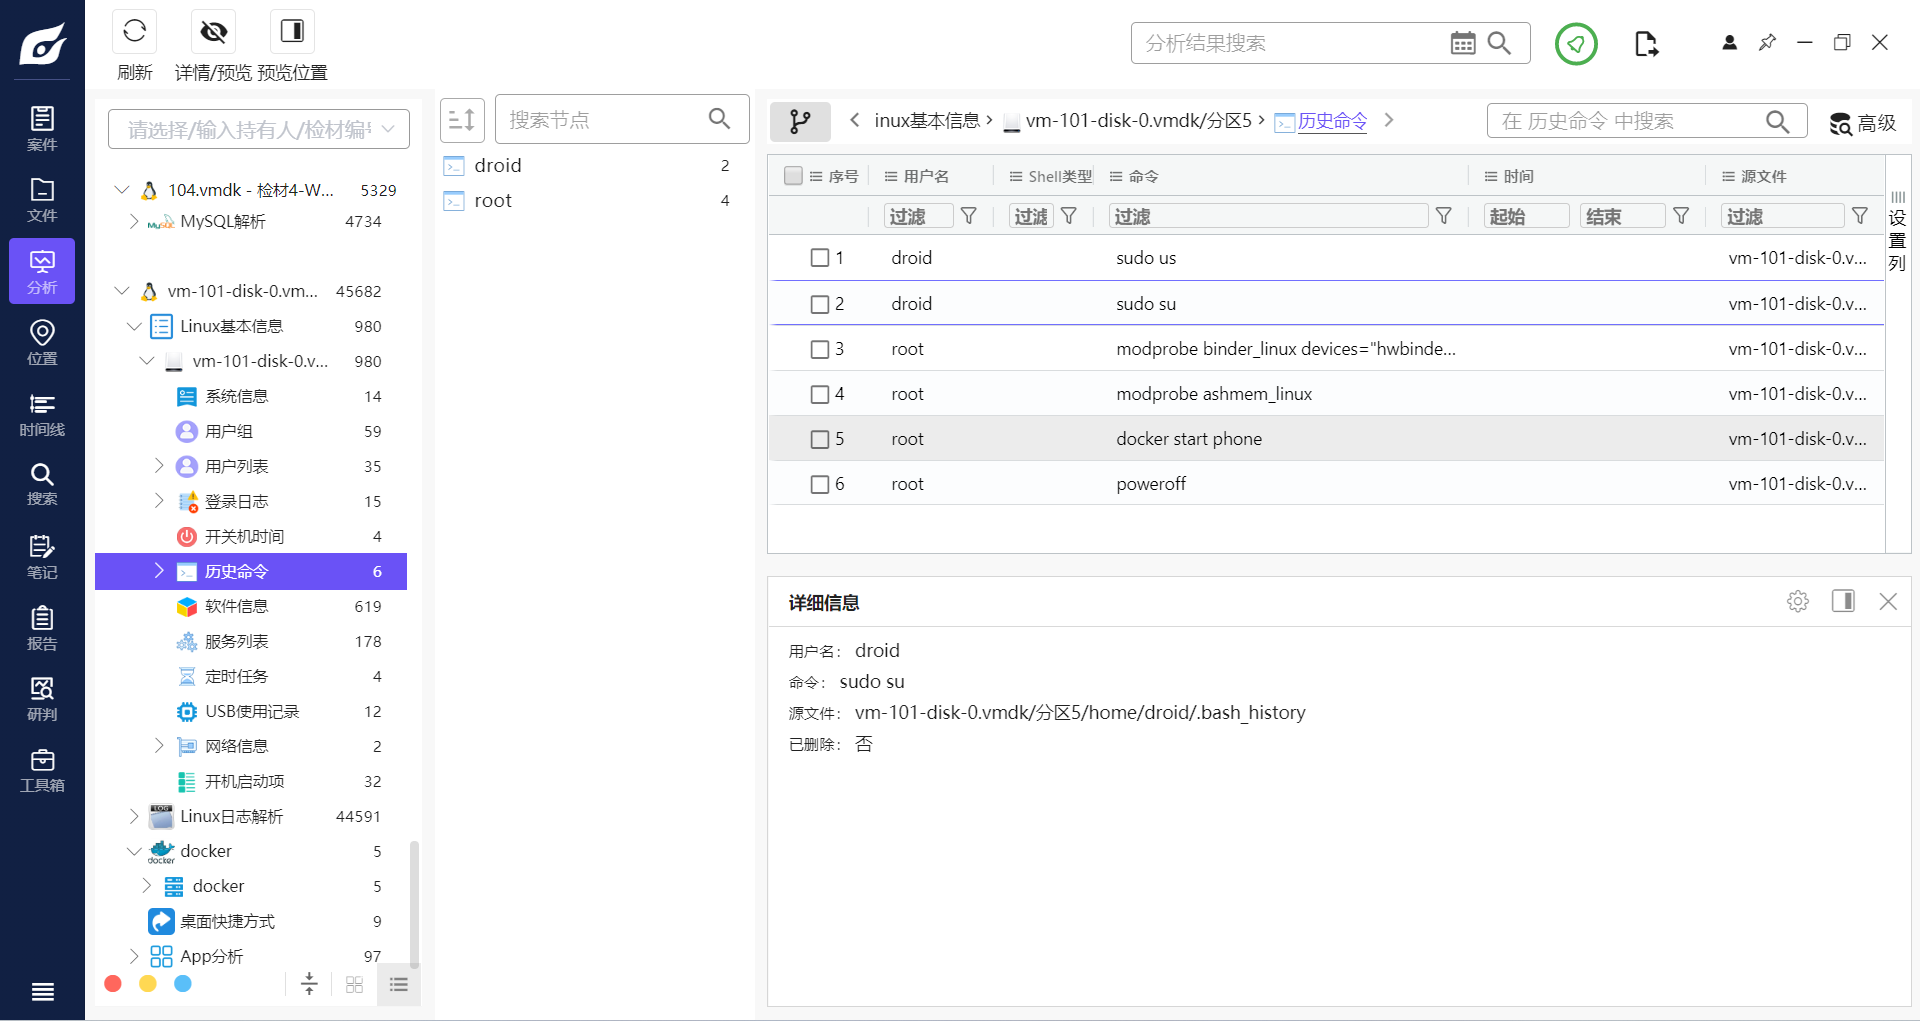 刷新
详情/预览
预览位置
分析结果搜索
案件
文件
分析
位置
时间线
搜索
笔记
报告
研判
工具箱
请选择/输入持有人/检材编
104.vmdk - 检材4-W... 5329
MySQL解析 4734
vm-101-disk-0.vm... 45682
Linux基本信息 980
vm-101-disk-0.v... 980
系统信息 14
用户组 59
用户列表 35
登录日志 15
开关机时间 4
历史命令 6
软件信息 619
服务列表 178
定时任务 4
USB使用记录 12
网络信息 2
开机启动项 32
LOG Linux日志解析 44591
docker docker 5
docker 5
桌面快捷方式 9
App分析 97
搜索节点
droid 2
root 4
inux基本信息 › vm-101-disk-0.vmdk/分区5 › 历史命令
在 历史命令 中搜索
高级
序号 用户名 Shell类型 命令 时间 源文件
过滤 过滤 过滤 起始 结束 过滤
1 droid sudo us vm-101-disk-0.v...
2 droid sudo su vm-101-disk-0.v...
3 root modprobe binder_linux devices="hwbinde... vm-101-disk-0.v...
4 root modprobe ashmem_linux vm-101-disk-0.v...
5 root docker start phone vm-101-disk-0.v...
6 root poweroff vm-101-disk-0.v...
设置列
详细信息
用户名： droid
命令： sudo su
源文件： vm-101-disk-0.vmdk/分区5/home/droid/.bash_history
已删除： 否